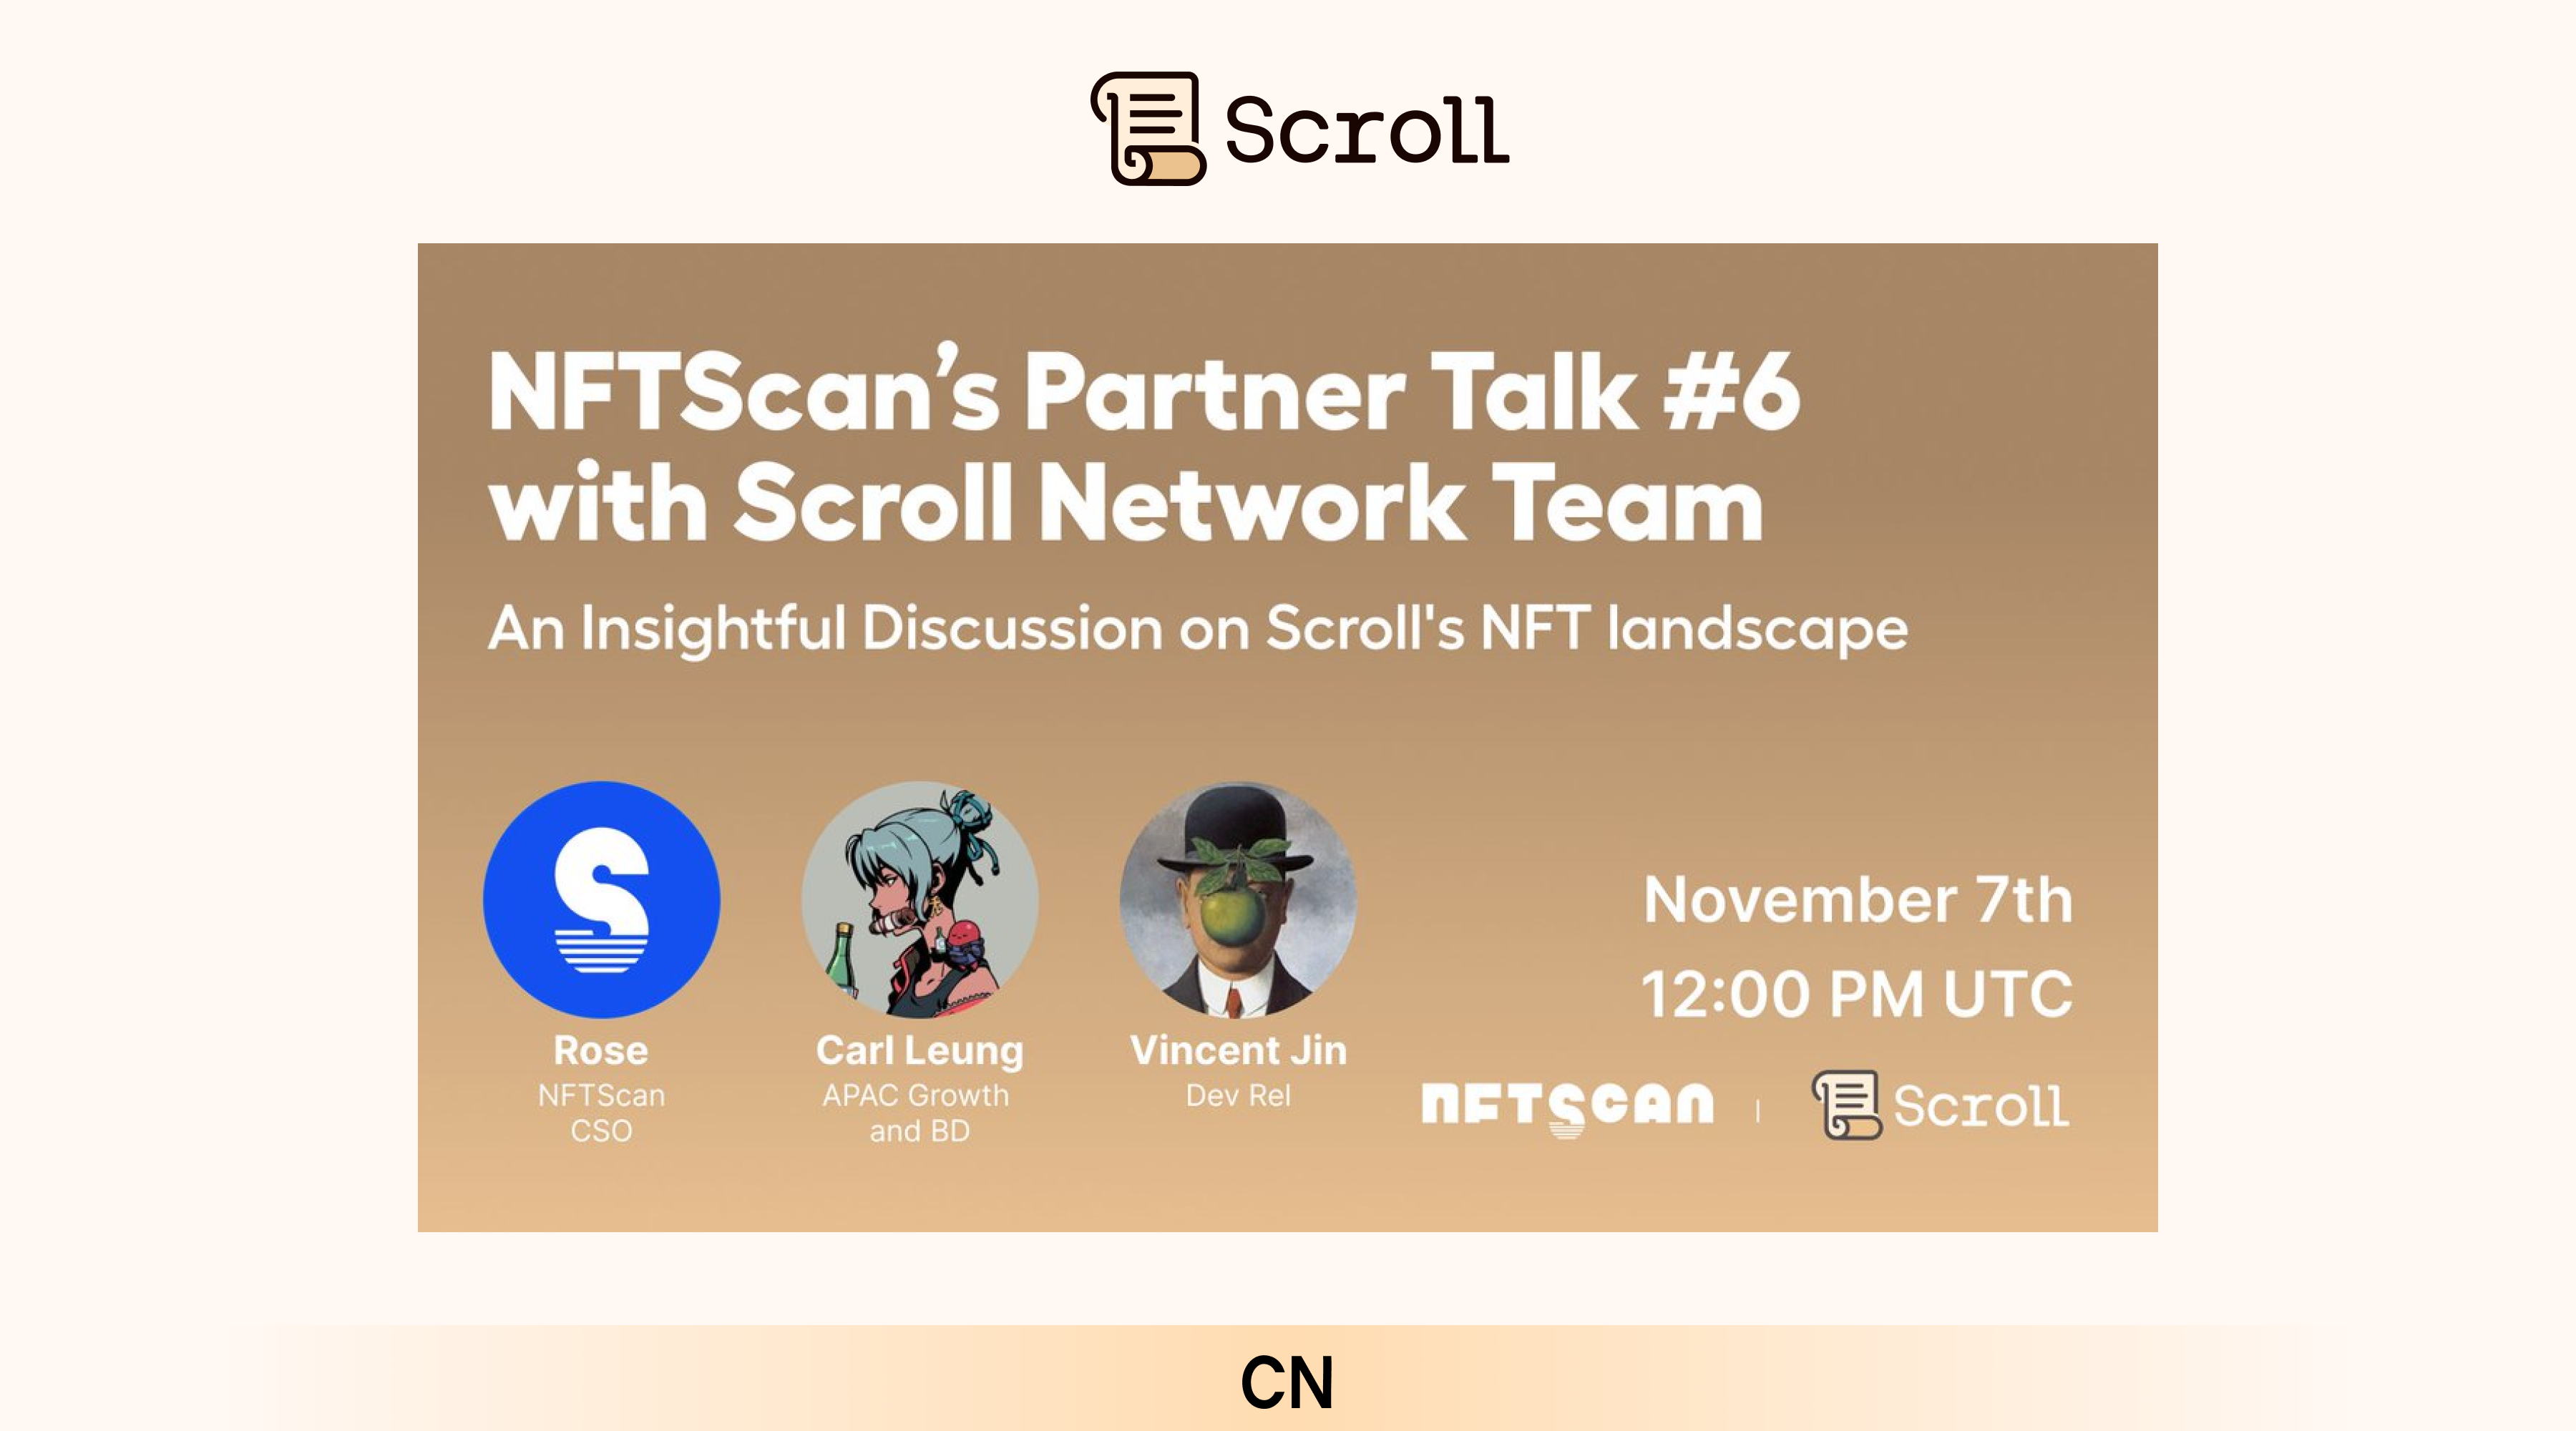 Scroll
NFTScan’s Partner Talk #6
with Scroll Network Team
An Insightful Discussion on Scroll's NFT landscape
Rose
NFTScan
CSO
Carl Leung
APAC Growth
and BD
Vincent Jin
Dev Rel
November 7th
12:00 PM UTC
NFTSCAN | Scroll
CN